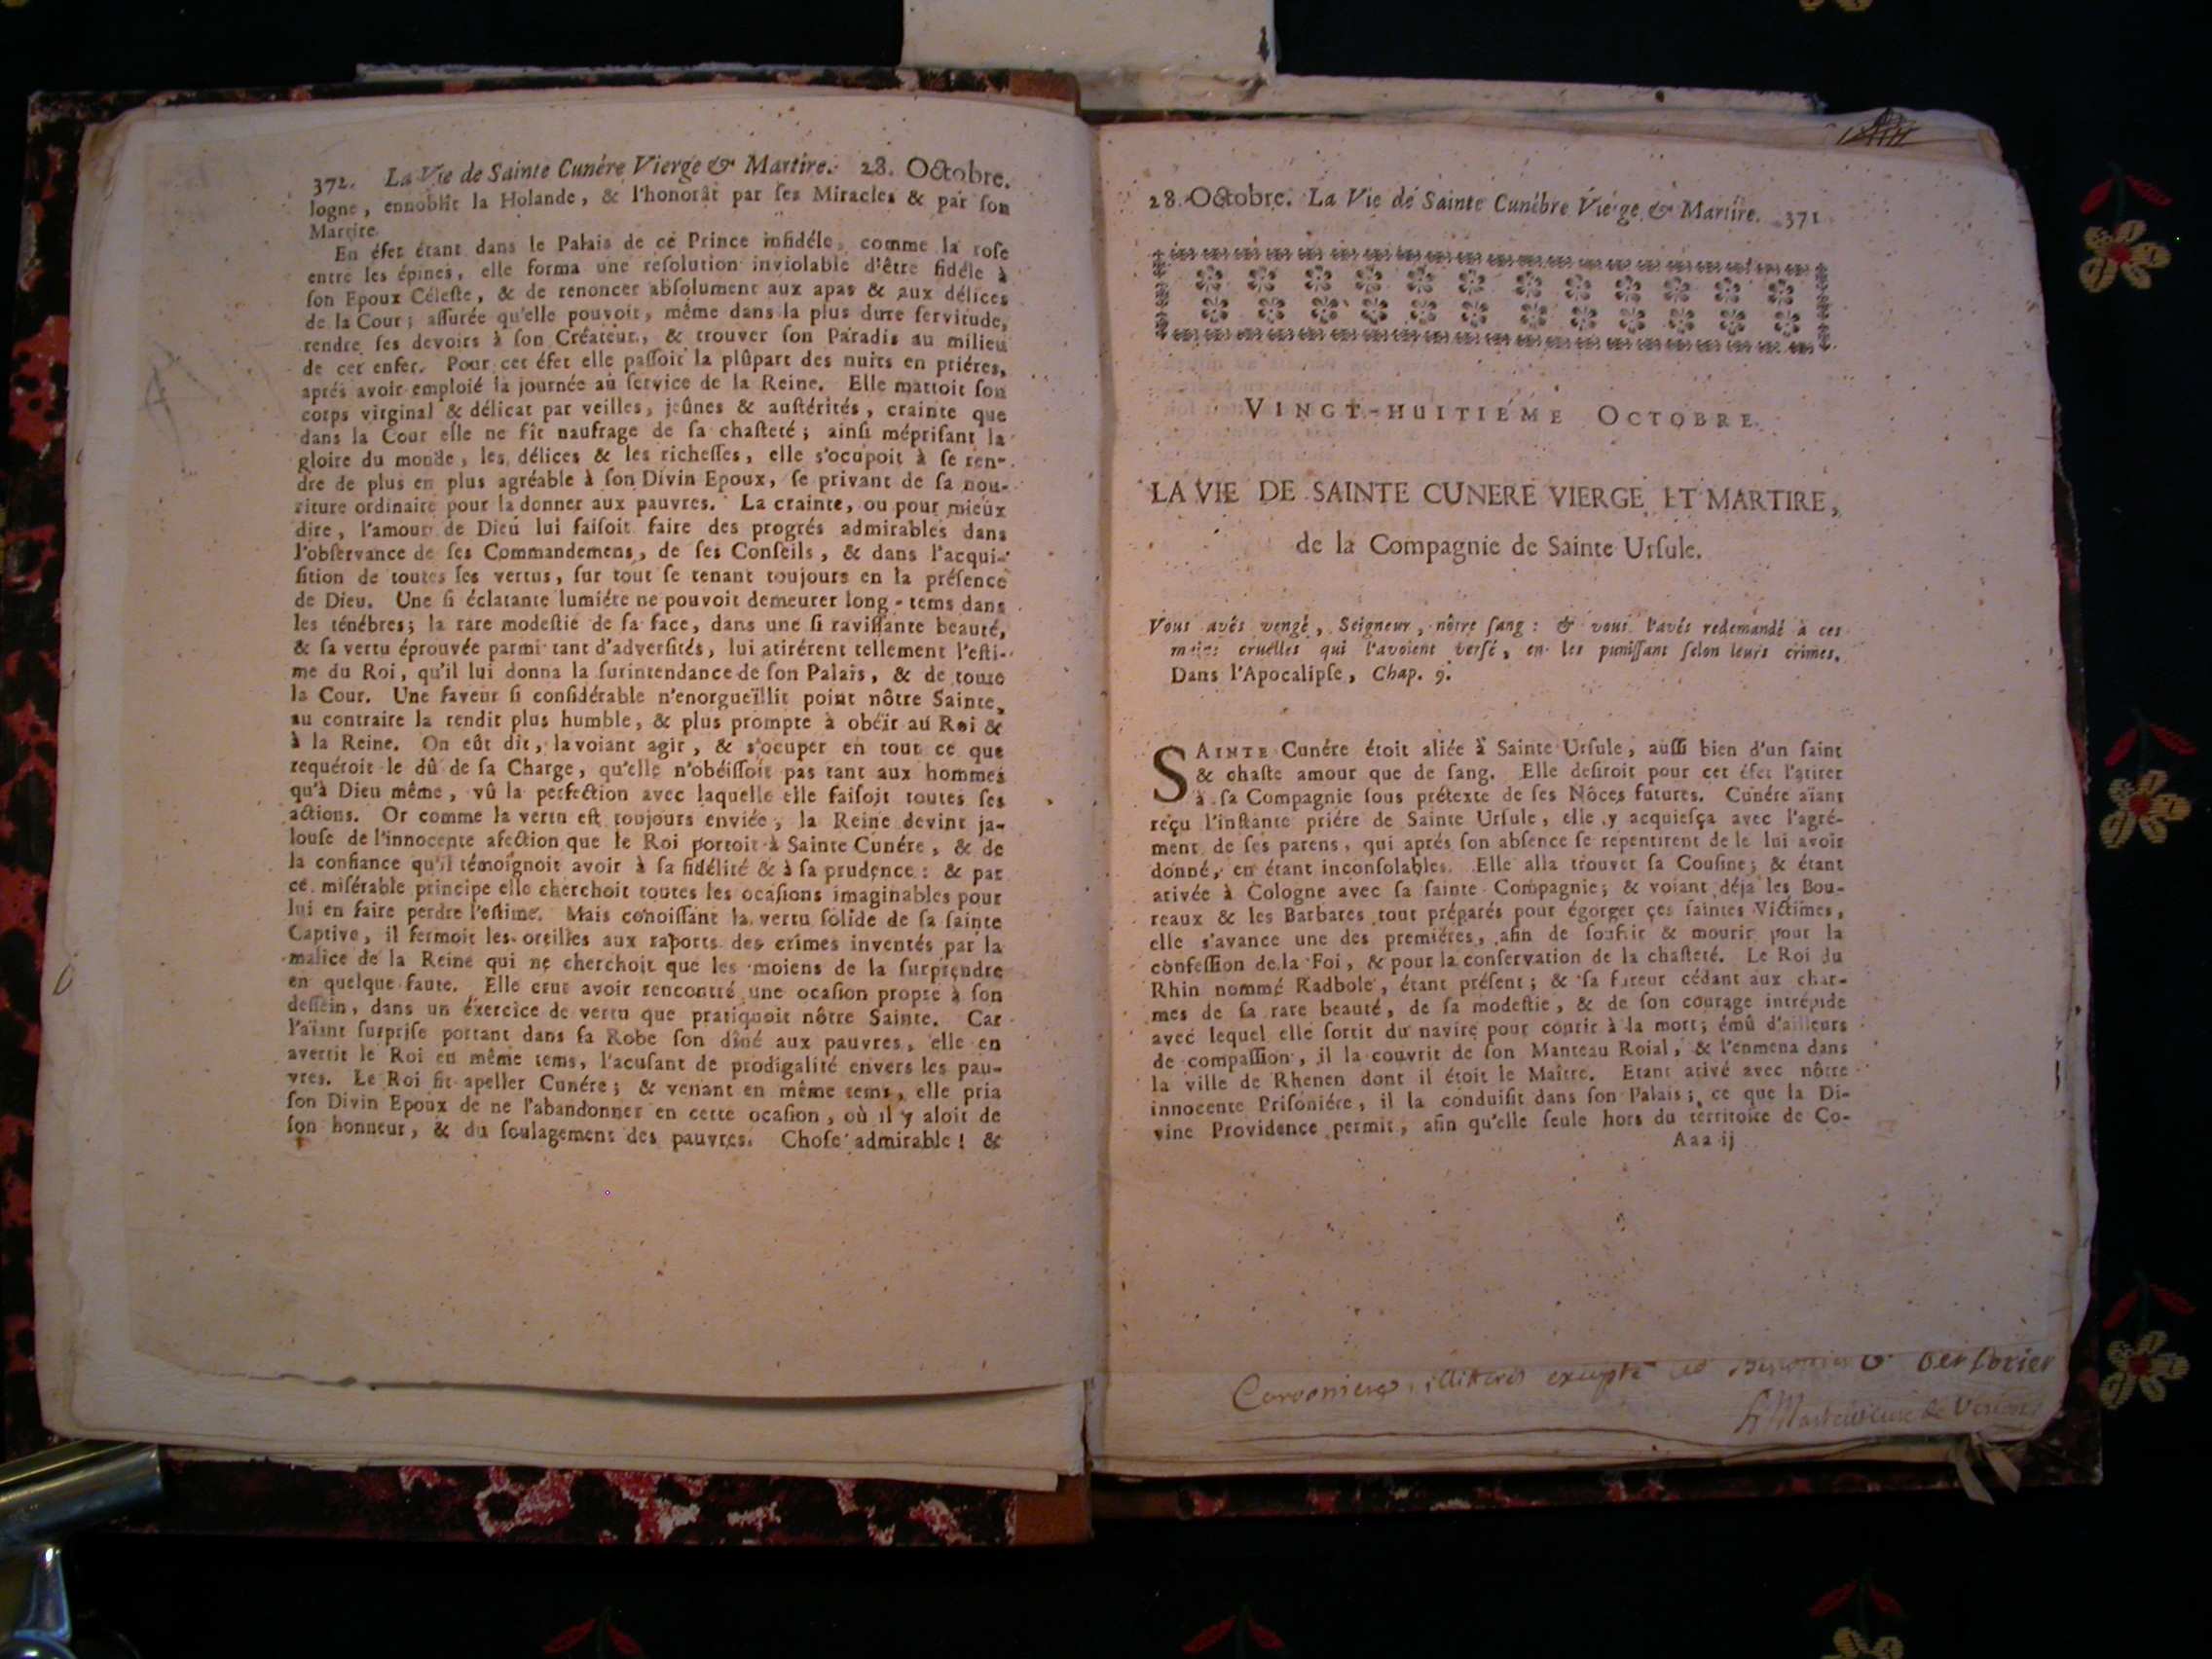 372. La Vie de Sainte Cunére Vierge & Martire. 28. Octobre.
logne, ennoblît la Holande, & l'honorât par ſes Miracles & par ſon
Martire.
En éfet étant dans le Palais de ce Prince infidéle, comme la roſe
entre les épines, elle forma une reſolution inviolable d'être fidéle à
ſon Epoux Céleſte, & de renoncer abſolument aux apas & aux délices
de la Cour; aſſurée qu'elle pouvoit, même dans la plus dure ſervitude,
rendre ſes devoirs à ſon Créateur, & trouver ſon Paradis au milieu
de cet enfer. Pour cet éfet elle paſſoit la plûpart des nuits en priéres,
aprés avoir emploié la journée au ſervice de la Reine. Elle mattoit ſon
corps virginal & délicat par veilles, jeûnes & auſtérités, crainte que
dans la Cour elle ne fît naufrage de ſa chaſteté; ainſi mépriſant la
gloire du monde, les délices & les richeſſes, elle s'ocupoit à ſe ren-
dre de plus en plus agréable à ſon Divin Epoux, ſe privant de ſa nou-
riture ordinaire pour la donner aux pauvres. La crainte, ou pour mieux
dire, l'amour de Dieu lui faiſoit faire des progrés admirables dans
l'obſervance de ſes Commandemens, de ſes Conſeils, & dans l'acqui-
ſition de toutes les vertus, ſur tout ſe tenant toujours en la préſence
de Dieu. Une ſi éclatante lumiére ne pouvoit demeurer long-tems dans
les ténébres; la rare modeſtie de ſa face, dans une ſi raviſſante beauté,
& ſa vertu éprouvée parmi tant d'adverſités, lui atirérent tellement l'eſti-
me du Roi, qu'il lui donna la ſurintendance de ſon Palais, & de toute
la Cour. Une faveur ſi conſidérable n'enorgueïllit point nôtre Sainte,
au contraire la rendit plus humble, & plus prompte à obéir au Roi &
à la Reine. On eût dit, la voiant agir, & s'ocuper en tout ce que
requéroit le dû de ſa Charge, qu'elle n'obéiſſoit pas tant aux hommes
qu'à Dieu même, vû la perfection avec laquelle elle faiſoit toutes ſes
actions. Or comme la vertu eſt toujours enviée, la Reine devint ja-
louſe de l'innocente afection que le Roi portoit à Sainte Cunére, & de
la confiance qu'il témoignoit avoir à ſa fidélité & à ſa prudence: & par
ce miſérable principe elle cherchoit toutes les ocaſions imaginables pour
lui en faire perdre l'eſtime. Mais conoiſſant la vertu ſolide de ſa ſainte
Captive, il fermoit les oreilles aux raports des crimes inventés par la
malice de la Reine qui ne cherchoit que les moiens de la ſurprendre
en quelque faute. Elle crut avoir rencontré une ocaſion propre à ſon
deſſein, dans un éxercice de vertu que pratiquoit nôtre Sainte. Car
l'aïant ſurpriſe portant dans ſa Robe ſon dîné aux pauvres, elle en
avertit le Roi en même tems, l'acuſant de prodigalité envers les pau-
vres. Le Roi fit apeller Cunére; & venant en même tems, elle pria
ſon Divin Epoux de ne l'abandonner en cette ocaſion, où il y aloit de
ſon honneur, & du ſoulagement des pauvres. Choſe admirable! &
28. Octobre. La Vie de Sainte Cunébre Vierge & Martire. 371
VINGT-HUITIÉME OCTOBRE.
LA VIE DE SAINTE CUNERE VIERGE ET MARTIRE,
de la Compagnie de Sainte Urſule.
Vous avés vengé, Seigneur, nôtre ſang: & vous l'avés redemandé à ces
mains cruelles qui l'avoient verſé, en les puniſſant ſelon leurs crimes.
Dans l'Apocalipſe, Chap. 9.
SAINTE Cunére étoit aliée à Sainte Urſule, auſſi bien d'un ſaint
& chaſte amour que de ſang. Elle deſiroit pour cet éfet l'atirer
à ſa Compagnie ſous prétexte de ſes Nôces futures. Cunére aïant
reçu l'inſtante priére de Sainte Urſule, elle y acquieſça avec l'agré-
ment de ſes parens, qui aprés ſon abſence ſe repentirent de le lui avoir
donné, en étant inconſolables. Elle alla trouver ſa Couſine; & étant
arivée à Cologne avec ſa ſainte Compagnie; & voiant déja les Bou-
reaux & les Barbares tout préparés pour égorger ces ſaintes Victimes,
elle s'avance une des premiéres, afin de ſoufrir & mourir pour la
confeſſion de la Foi, & pour la conſervation de la chaſteté. Le Roi du
Rhin nommé Radbole, étant préſent; & ſa fureur cédant aux char-
mes de ſa rare beauté, de ſa modeſtie, & de ſon courage intrépide
avec lequel elle ſortit du navire pour courir à la mort; émû d'ailleurs
de compaſſion, il la couvrit de ſon Manteau Roial, & l'enmena dans
la ville de Rhenen dont il étoit le Maître. Etant arivé avec nôtre
innocente Priſoniére, il la conduiſit dans ſon Palais; ce que la Di-
vine Providence permit, afin qu'elle ſeule hors du territoire de Co-
Aaa ij